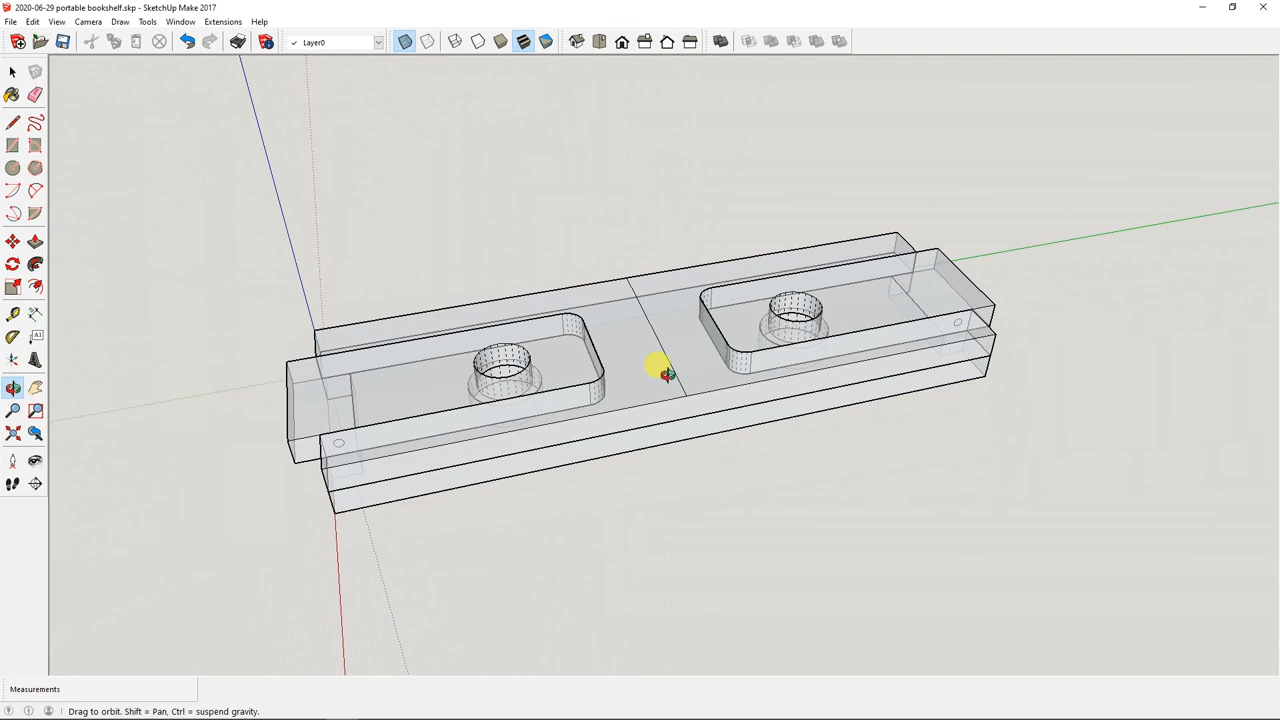 2020-06-29 portable bookshelf.skp - SketchUp Make 2017
File Edit View Camera Draw Tools Window Extensions Help
Layer0
Measurements
Drag to orbit. Shift = Pan, Ctrl = suspend gravity.